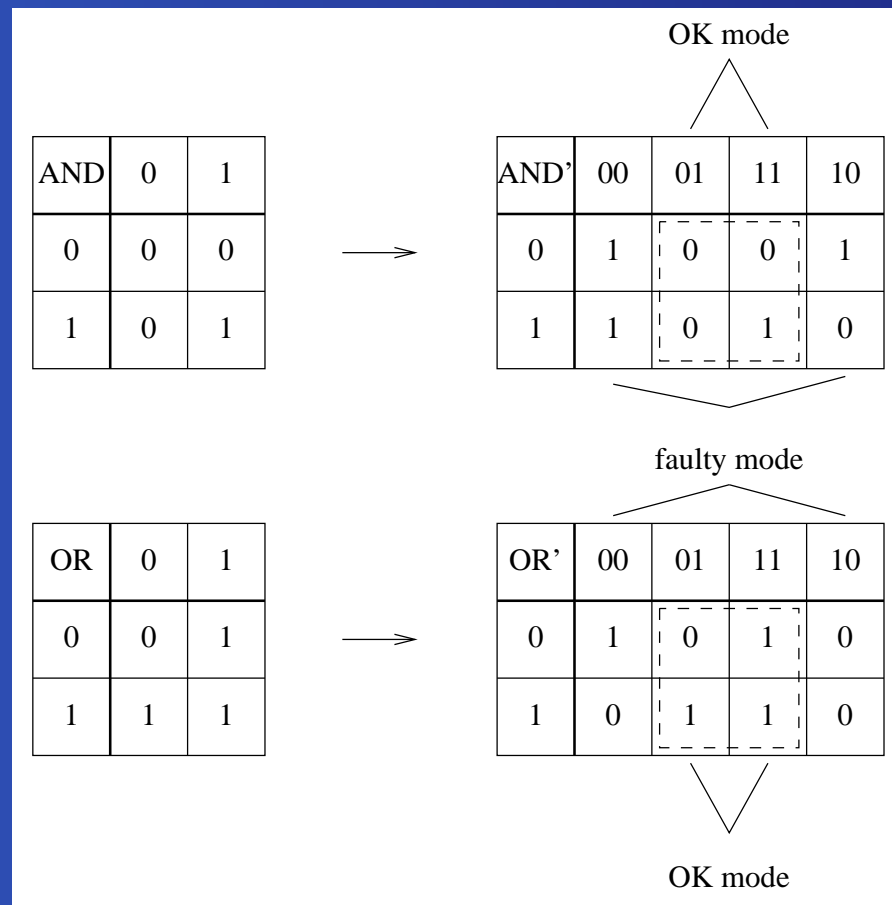 OK mode
AND 0 1 AND’ 00 01 11 10
0 0 0 0 1 0 0 1
1 0 1 1 1 0 1 0
faulty mode
OR 0 1 OR’ 00 01 11 10
0 0 1 0 1 0 1 0
1 1 1 1 0 1 1 0
OK mode